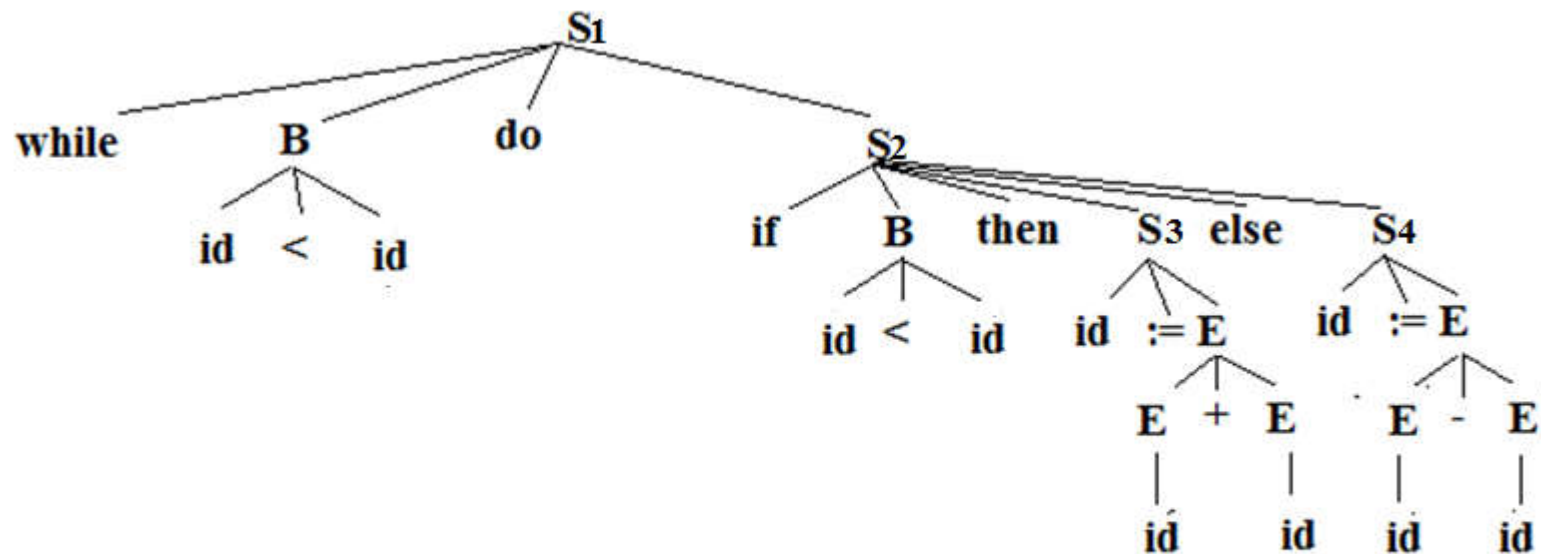 S1
while B do S2
id < id if B then S3 else S4
id < id id := E id := E
E + E E - E
id id id id